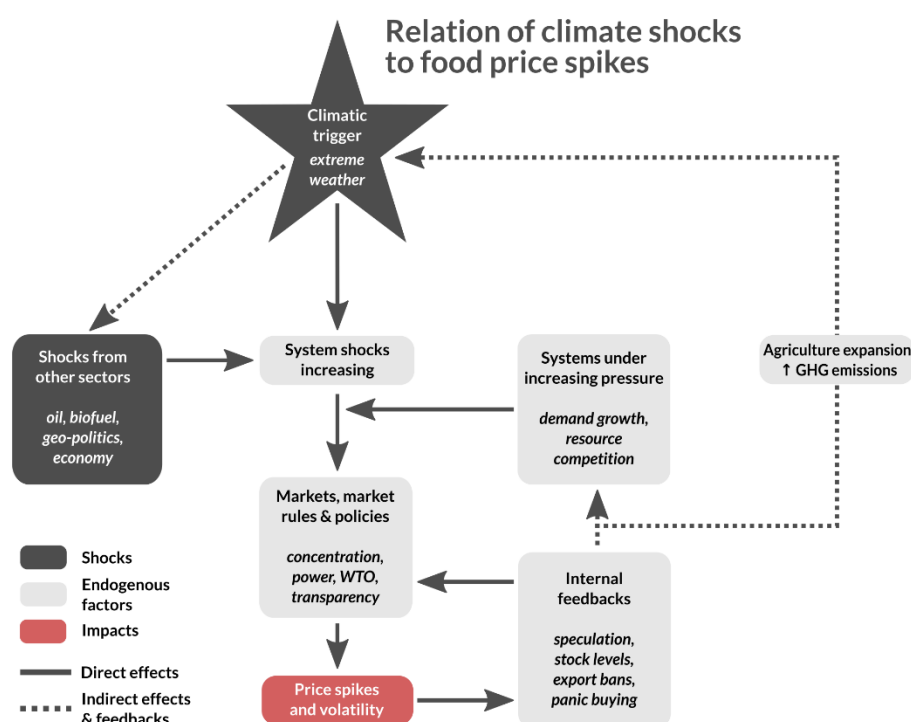 Relation of climate shocks
to food price spikes
Climatic
trigger
extreme
weather
Shocks from
other sectors
oil, biofuel,
geo-politics,
economy
System shocks
increasing
Systems under
increasing pressure
demand growth,
resource
competition
Agriculture expansion
↑ GHG emissions
Markets, market
rules & policies
concentration,
power, WTO,
transparency
Internal
feedbacks
speculation,
stock levels,
export bans,
panic buying
Price spikes
and volatility
Shocks
Endogenous
factors
Impacts
Direct effects
Indirect effects
& feedbacks